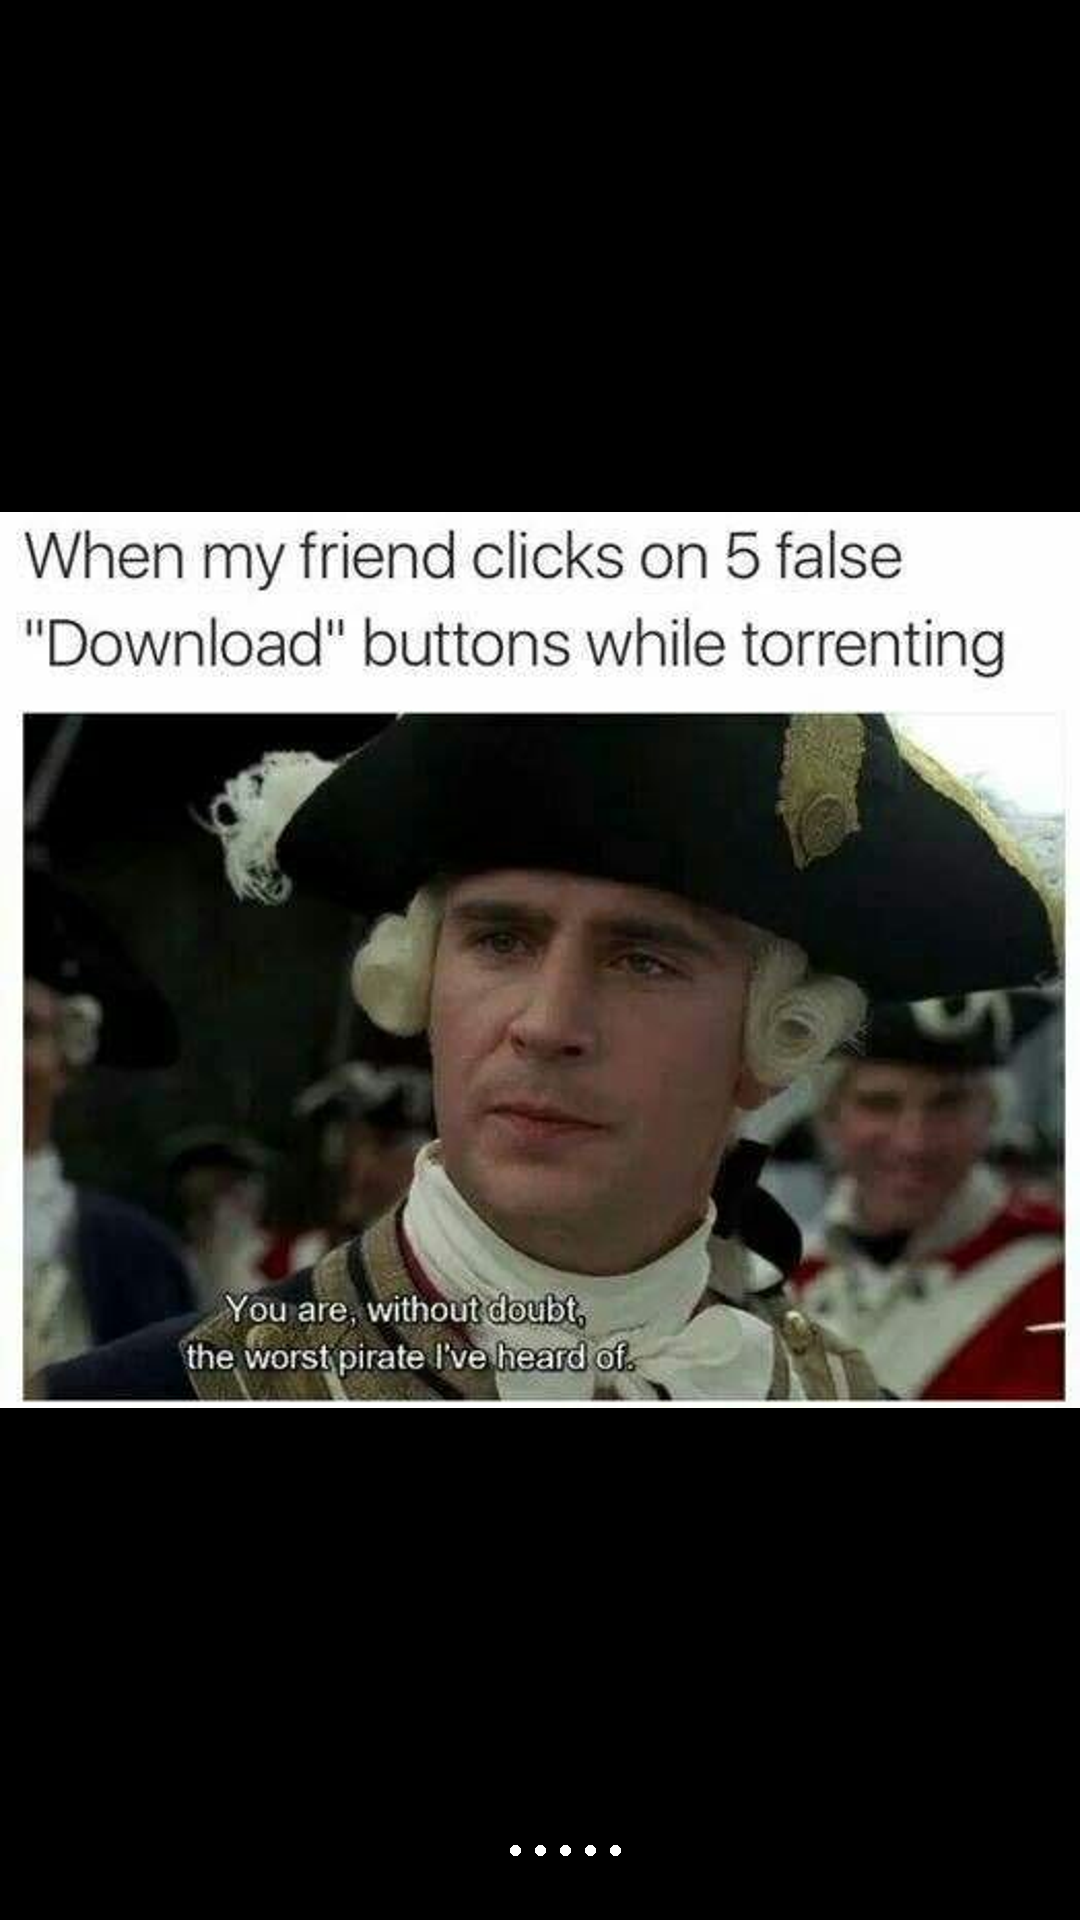 When my friend clicks on 5 false
"Download" buttons while torrenting
You are, without doubt,
the worst pirate I've heard of.